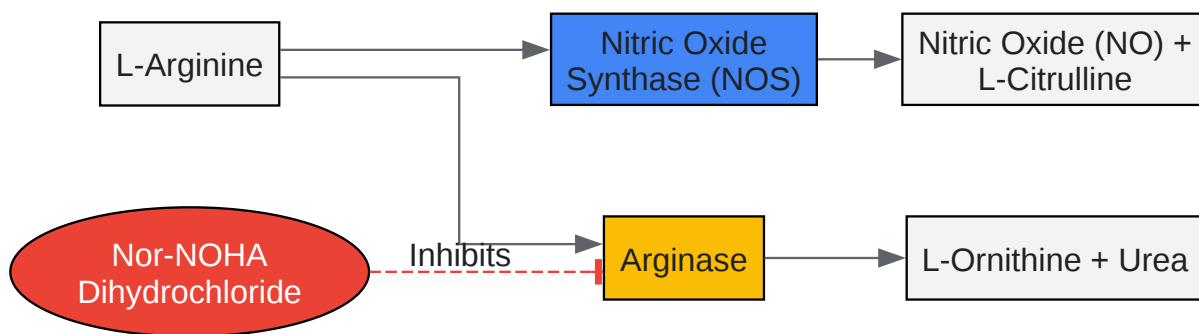 L-Arginine
Nitric Oxide
Synthase (NOS)
Nitric Oxide (NO) +
L-Citrulline
Nor-NOHA
Dihydrochloride
Inhibits
Arginase
L-Ornithine + Urea